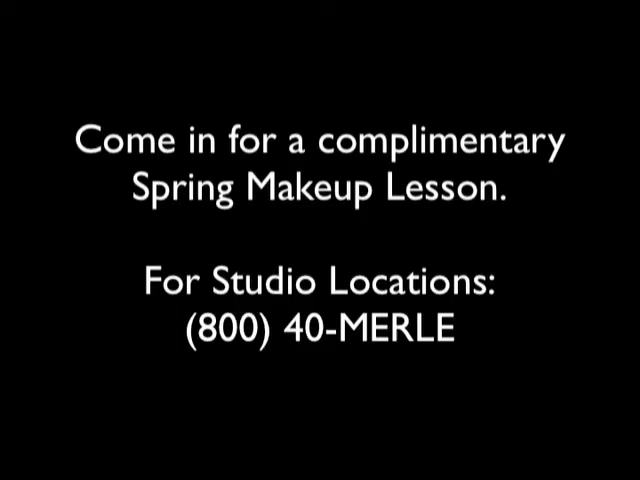 Come in for a complimentary
Spring Makeup Lesson.
For Studio Locations:
(800) 40-MERLE